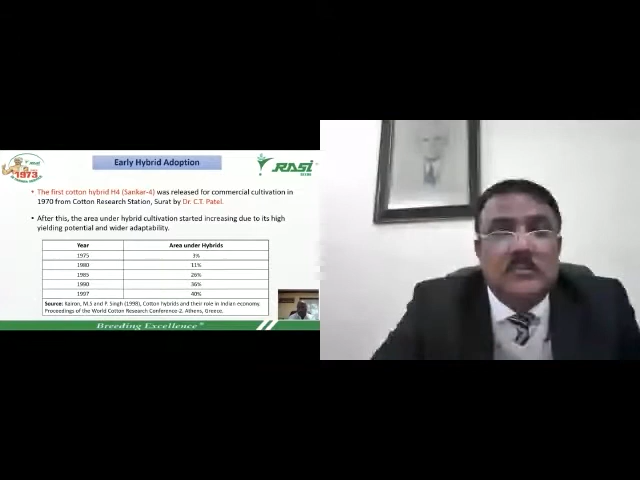 1973
Early Hybrid Adoption
RASI
SEEDS
• The first cotton hybrid H4 (Sankar-4) was released for commercial cultivation in
1970 from Cotton Research Station, Surat by Dr. C.T. Patel.
• After this, the area under hybrid cultivation started increasing due to its high
yielding potential and wider adaptability.
Year Area under Hybrids
1975 3%
1980 11%
1985 26%
1990 36%
1997 40%
Source: Kairon, M.S and P. Singh (1998), Cotton hybrids and their role in Indian economy.
Proceedings of the World Cotton Research Conference-2. Athens, Greece.
Breeding Excellence